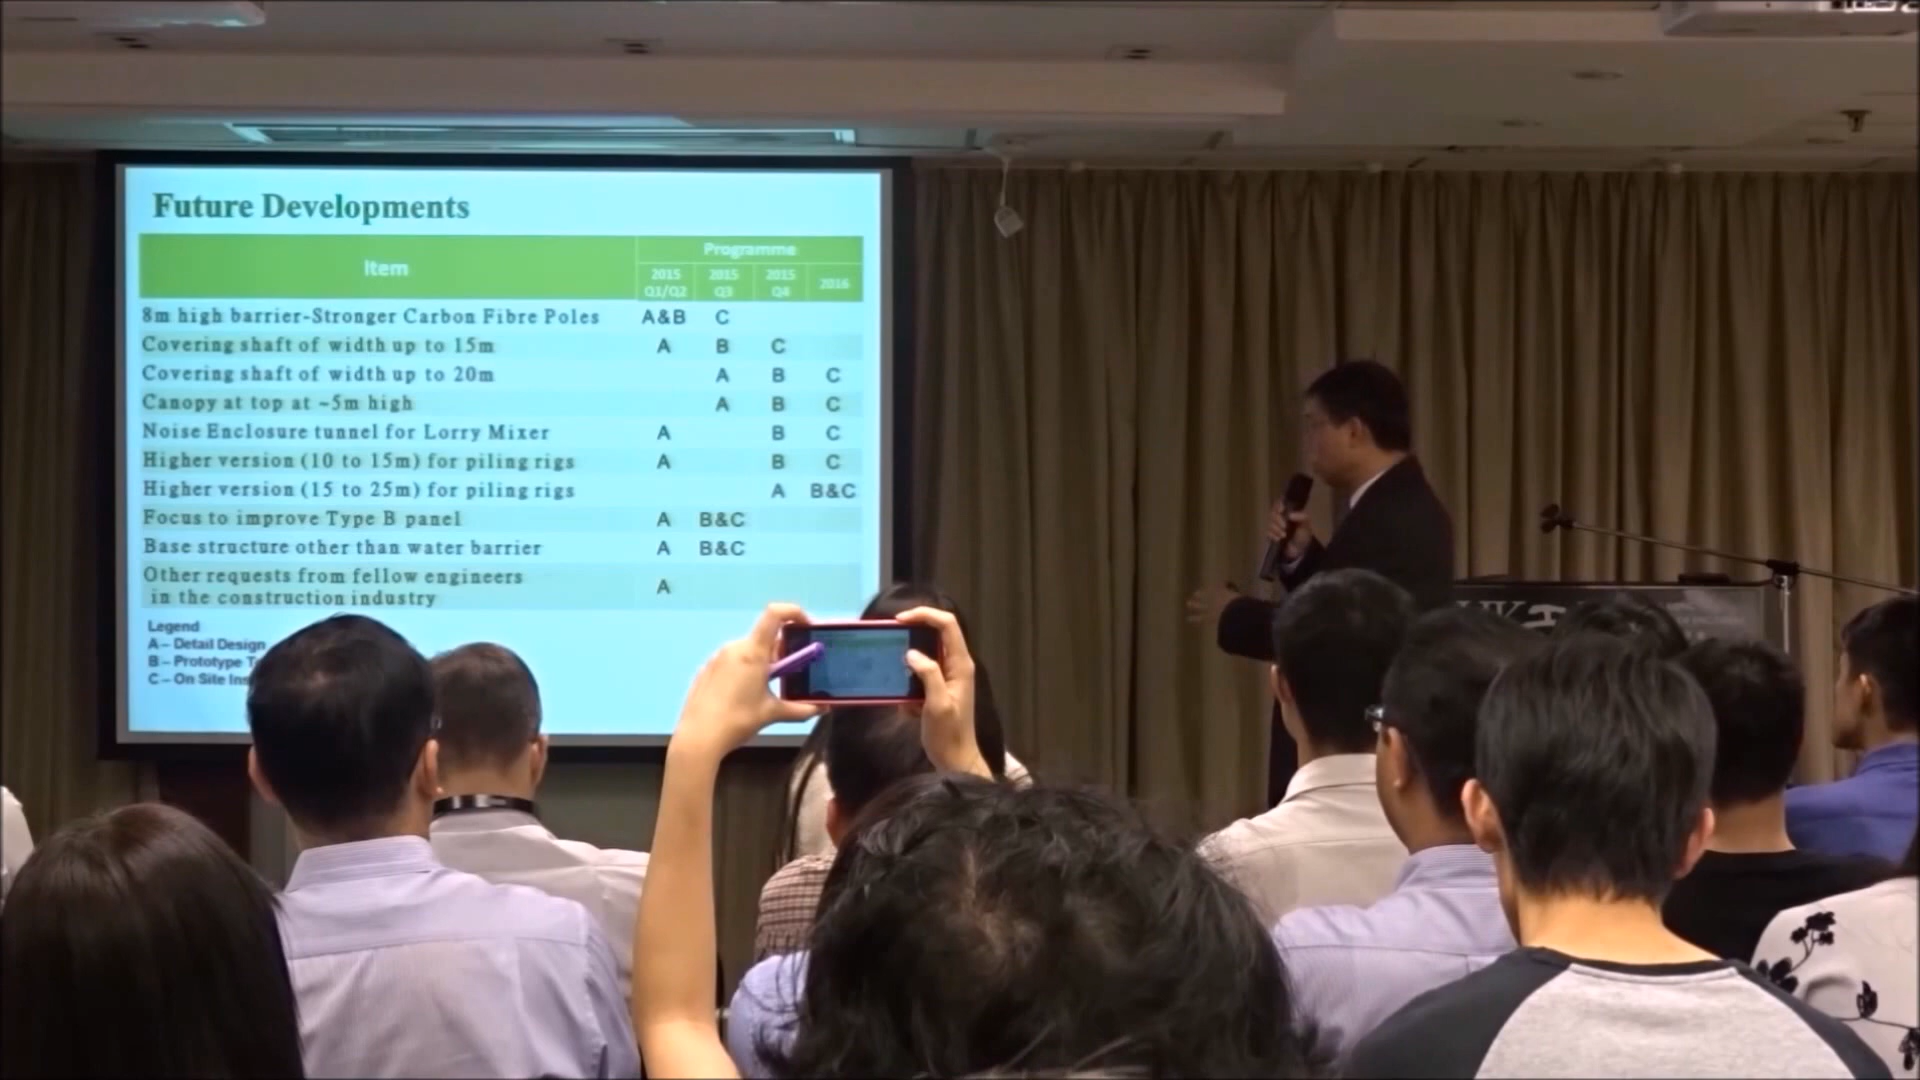 Future Developments
Item
Programme
2015 Q1/Q2 2015 Q3 2015 Q4 2016
8m high barrier-Stronger Carbon Fibre Poles A&B C
Covering shaft of width up to 15m A B C
Covering shaft of width up to 20m A B C
Canopy at top at ~5m high A B C
Noise Enclosure tunnel for Lorry Mixer A B C
Higher version (10 to 15m) for piling rigs A B C
Higher version (15 to 25m) for piling rigs A B&C
Focus to improve Type B panel A B&C
Base structure other than water barrier A B&C
Other requests from fellow engineers
in the construction industry A
Legend
A – Detail Design
B – Prototype
C – On Site